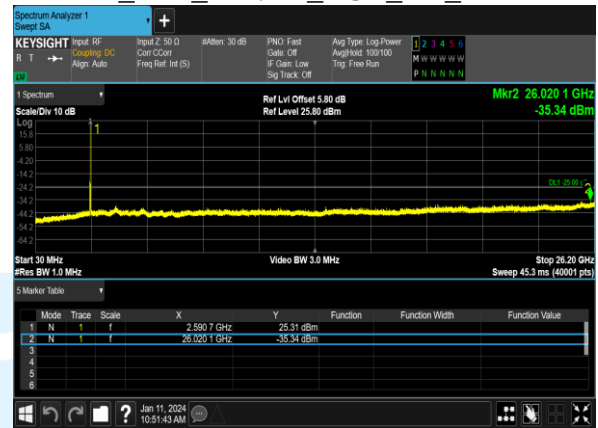 Spectrum Analyzer 1
Swept SA
+
KEYSIGHT Input: RF Input Z: 50 Ω #Atten: 30 dB PNO: Fast Avg Type: Log-Power 1 2 3 4 5 6
R T Coupling: DC Corr CCorr Gate: Off Avg|Hold: 100/100 M W W W W W
Align: Auto Freq Ref: Int (S) IF Gain: Low Trig: Free Run
LV Sig Track: Off P N N N N N
1 Spectrum Ref Lvl Offset 5.80 dB Mkr2 26.020 1 GHz
Scale/Div 10 dB Ref Level 25.80 dBm -35.34 dBm
Log
15.8 1
5.80
-4.20
-14.2
-24.2 DL1 -25.00
-34.2
-44.2
-54.2
-64.2
Start 30 MHz Video BW 3.0 MHz Stop 26.20 GHz
#Res BW 1.0 MHz Sweep 45.3 ms (40001 pts)
5 Marker Table
Mode Trace Scale X Y Function Function Width Function Value
1 N 1 f 2.590 7 GHz 25.31 dBm
2 N 1 f 26.020 1 GHz -35.34 dBm
3
4
5
6
? Jan 11, 2024
10:51:43 AM